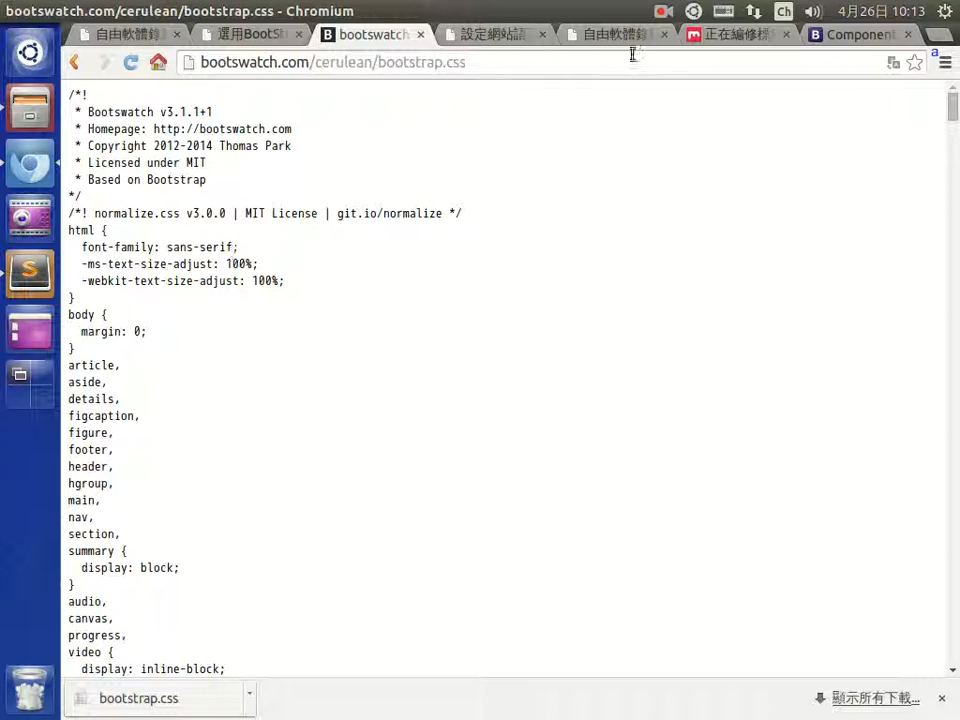 bootswatch.com/cerulean/bootstrap.css - Chromium
Ch
4月26日 10:13
自由軟體錄
選用BootSt
bootswatch
設定網站語
自由軟體錄
正在編修標
Component
bootswatch.com/cerulean/bootstrap.css
a
/*!
* Bootswatch v3.1.1+1
* Homepage: http://bootswatch.com
* Copyright 2012-2014 Thomas Park
* Licensed under MIT
* Based on Bootstrap
*/
/*! normalize.css v3.0.0 | MIT License | git.io/normalize */
html {
font-family: sans-serif;
-ms-text-size-adjust: 100%;
-webkit-text-size-adjust: 100%;
}
body {
margin: 0;
}
article,
aside,
details,
figcaption,
figure,
footer,
header,
hgroup,
main,
nav,
section,
summary {
display: block;
}
audio,
canvas,
progress,
video {
display: inline-block;
bootstrap.css
顯示所有下載...